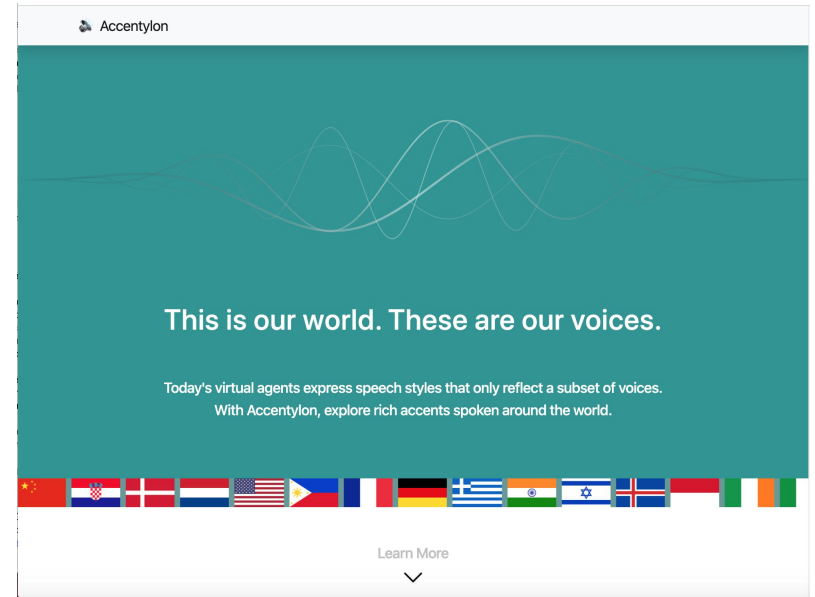 Accentylon
This is our world. These are our voices.
Today's virtual agents express speech styles that only reflect a subset of voices.
With Accentylon, explore rich accents spoken around the world.
Learn More